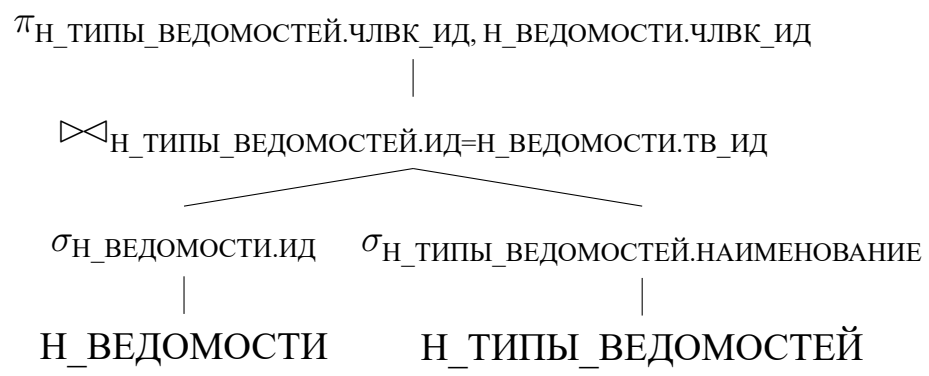 πН_ТИПЫ_ВЕДОМОСТЕЙ.ЧЛВК_ИД, Н_ВЕДОМОСТИ.ЧЛВК_ИД
⋈Н_ТИПЫ_ВЕДОМОСТЕЙ.ИД=Н_ВЕДОМОСТИ.ТВ_ИД
σН_ВЕДОМОСТИ.ИД σН_ТИПЫ_ВЕДОМОСТЕЙ.НАИМЕНОВАНИЕ
Н_ВЕДОМОСТИ Н_ТИПЫ_ВЕДОМОСТЕЙ